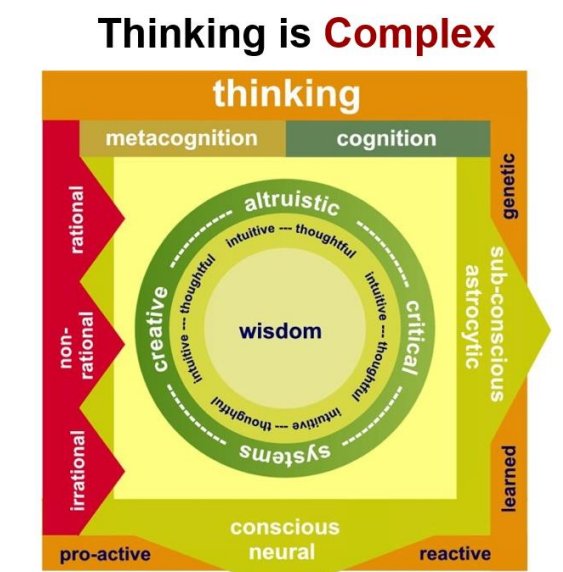 Thinking is Complex
thinking
metacognition
cognition
rational
non-
rational
irrational
genetic
sub-conscious
astrocytic
learned
altruistic
creative
critical
systems
intuitive --- thoughtful
intuitive --- thoughtful
intuitive --- thoughtful
intuitive --- thoughtful
wisdom
conscious
neural
pro-active
reactive